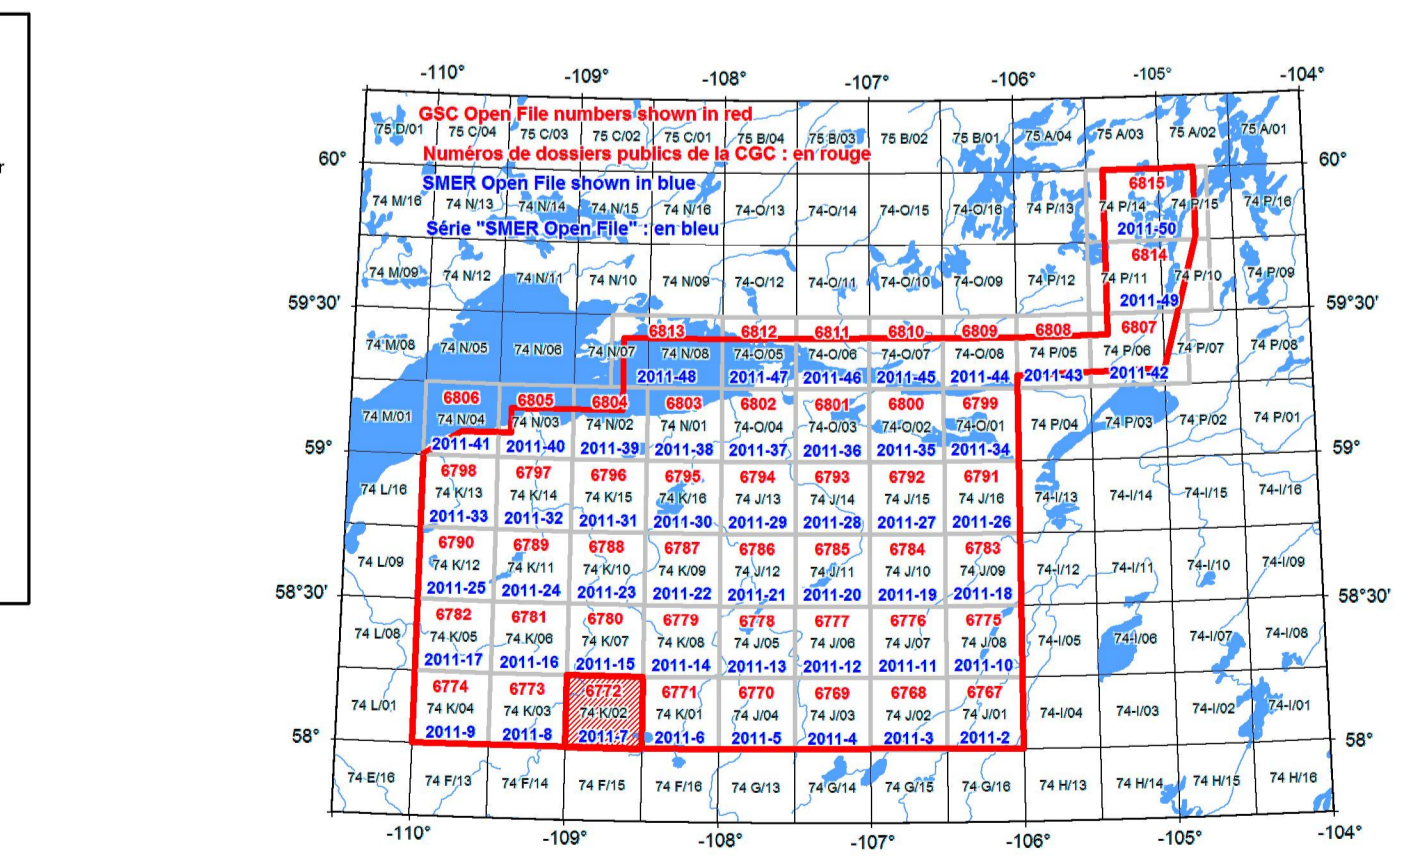 -110° -109° -108° -107° -106° -105° -104°
GSC Open File numbers shown in red
75 D/01 75 C/04 75 C/03 75 C/02 75 C/01 75 B/04 75 B/03 75 B/02 75 B/01 75 A/04 75 A/03 75 A/02 75 A/01
Numéros de dossiers publics de la CGC : en rouge
60° 60°
r
SMER Open File shown in blue
6815
74 M/16 74 N/13 74 N/14 74 N/15 74 N/16 74-O/13 74-O/14 74-O/15 74-O/16 74 P/13 74 P/14 74 P/15 74 P/16
Série "SMER Open File" : en bleu
2011-50
6814
74 M/09 74 N/12 74 N/11 74 N/10 74 N/09 74-O/12 74-O/11 74-O/10 74-O/09 74 P/12 74 P/11 74 P/10 74 P/09
59°30' 2011-49 59°30'
6813 6812 6811 6810 6809 6808 6807
74 M/08 74 N/05 74 N/06 74 N/07 74 N/08 74-O/05 74-O/06 74-O/07 74-O/08 74 P/05 74 P/06 74 P/07 74 P/08
2011-48 2011-47 2011-46 2011-45 2011-44 2011-43 2011-42
6806 6805 6804 6803 6802 6801 6800 6799
74 M/01 74 N/04 74 N/03 74 N/02 74 N/01 74-O/04 74-O/03 74-O/02 74-O/01 74 P/04 74 P/03 74 P/02 74 P/01
59° 2011-41 2011-40 2011-39 2011-38 2011-37 2011-36 2011-35 2011-34 59°
6798 6797 6796 6795 6794 6793 6792 6791
74 L/16 74 K/13 74 K/14 74 K/15 74 K/16 74 J/13 74 J/14 74 J/15 74 J/16 74-I/13 74-I/14 74-I/15 74-I/16
2011-33 2011-32 2011-31 2011-30 2011-29 2011-28 2011-27 2011-26
6790 6789 6788 6787 6786 6785 6784 6783
74 L/09 74 K/12 74 K/11 74 K/10 74 K/09 74 J/12 74 J/11 74 J/10 74 J/09 74-I/12 74-I/11 74-I/10 74-I/09
58°30' 2011-25 2011-24 2011-23 2011-22 2011-21 2011-20 2011-19 2011-18 58°30'
6782 6781 6780 6779 6778 6777 6776 6775
74 L/08 74 K/05 74 K/06 74 K/07 74 K/08 74 J/05 74 J/06 74 J/07 74 J/08 74-I/05 74-I/06 74-I/07 74-I/08
2011-17 2011-16 2011-15 2011-14 2011-13 2011-12 2011-11 2011-10
6774 6773 6772 6771 6770 6769 6768 6767
74 L/01 74 K/04 74 K/03 74 K/02 74 K/01 74 J/04 74 J/03 74 J/02 74 J/01 74-I/04 74-I/03 74-I/02 74-I/01
58° 2011-9 2011-8 2011-7 2011-6 2011-5 2011-4 2011-3 2011-2 58°
74 E/16 74 F/13 74 F/14 74 F/15 74 F/16 74 G/13 74 G/14 74 G/15 74 G/16 74 H/13 74 H/14 74 H/15 74 H/16
-110° -109° -108° -107° -106° -105° -104°